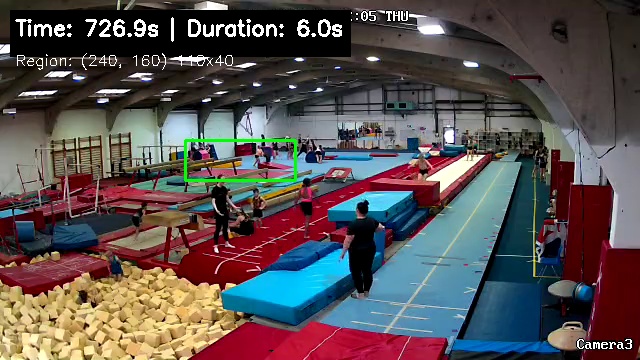 Time: 726.9s | Duration: 6.0s
:05 THU
Region: (240, 160) 110x40
Camera3